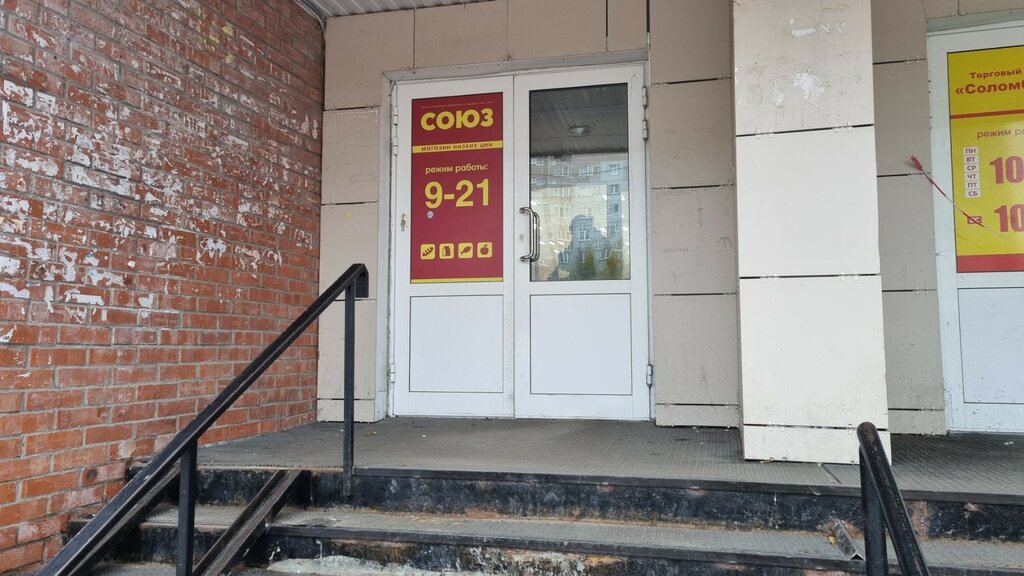 СОЮЗ
магазин низких цен
режим работы:
9-21
Торговый
«Солом
режим р
ПН
ВТ
СР
ЧТ
ПТ
СБ
10
10